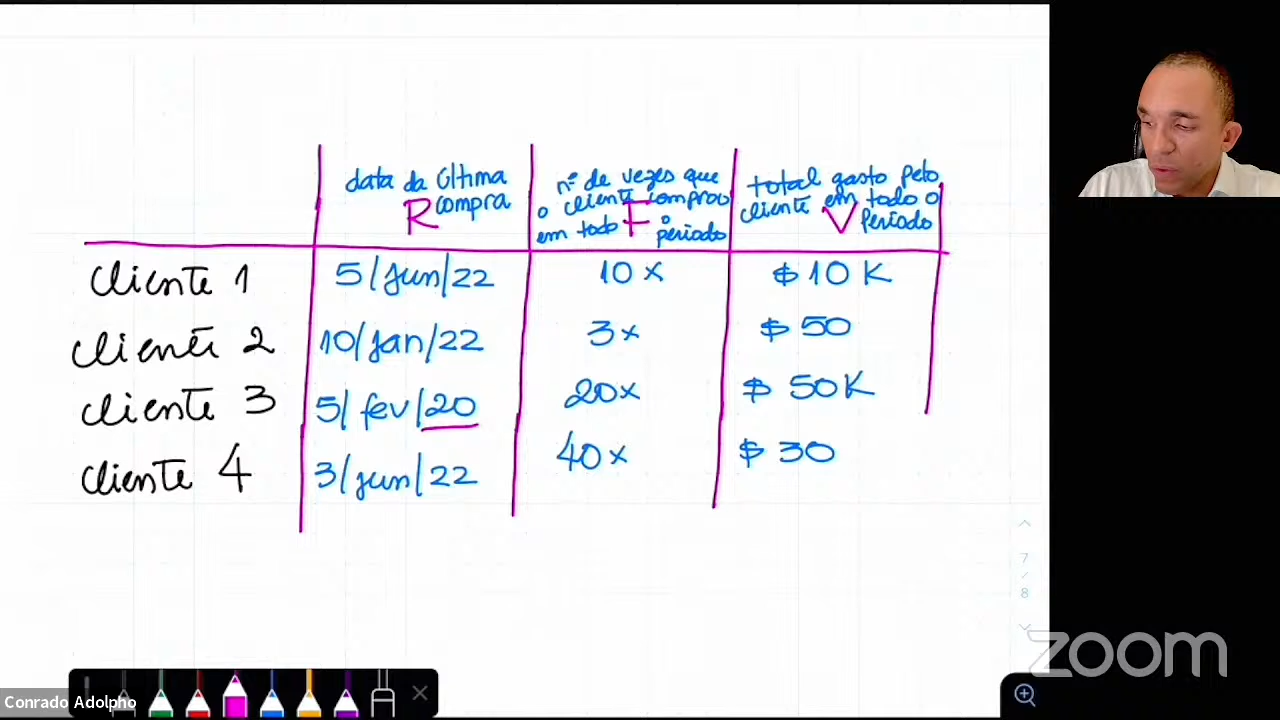 data da última
compra
R
nº de vezes que
o cliente comprou
em todo o
período
F
total gasto pelo
cliente em todo o
período
V
Cliente 1 5/jun/22 10x $ 10 K
Cliente 2 10/jan/22 3x $ 50
Cliente 3 5/fev/20 20x $ 50K
Cliente 4 3/jun/22 40x $ 30
7
/
8
zoom
Conrado Adolpho